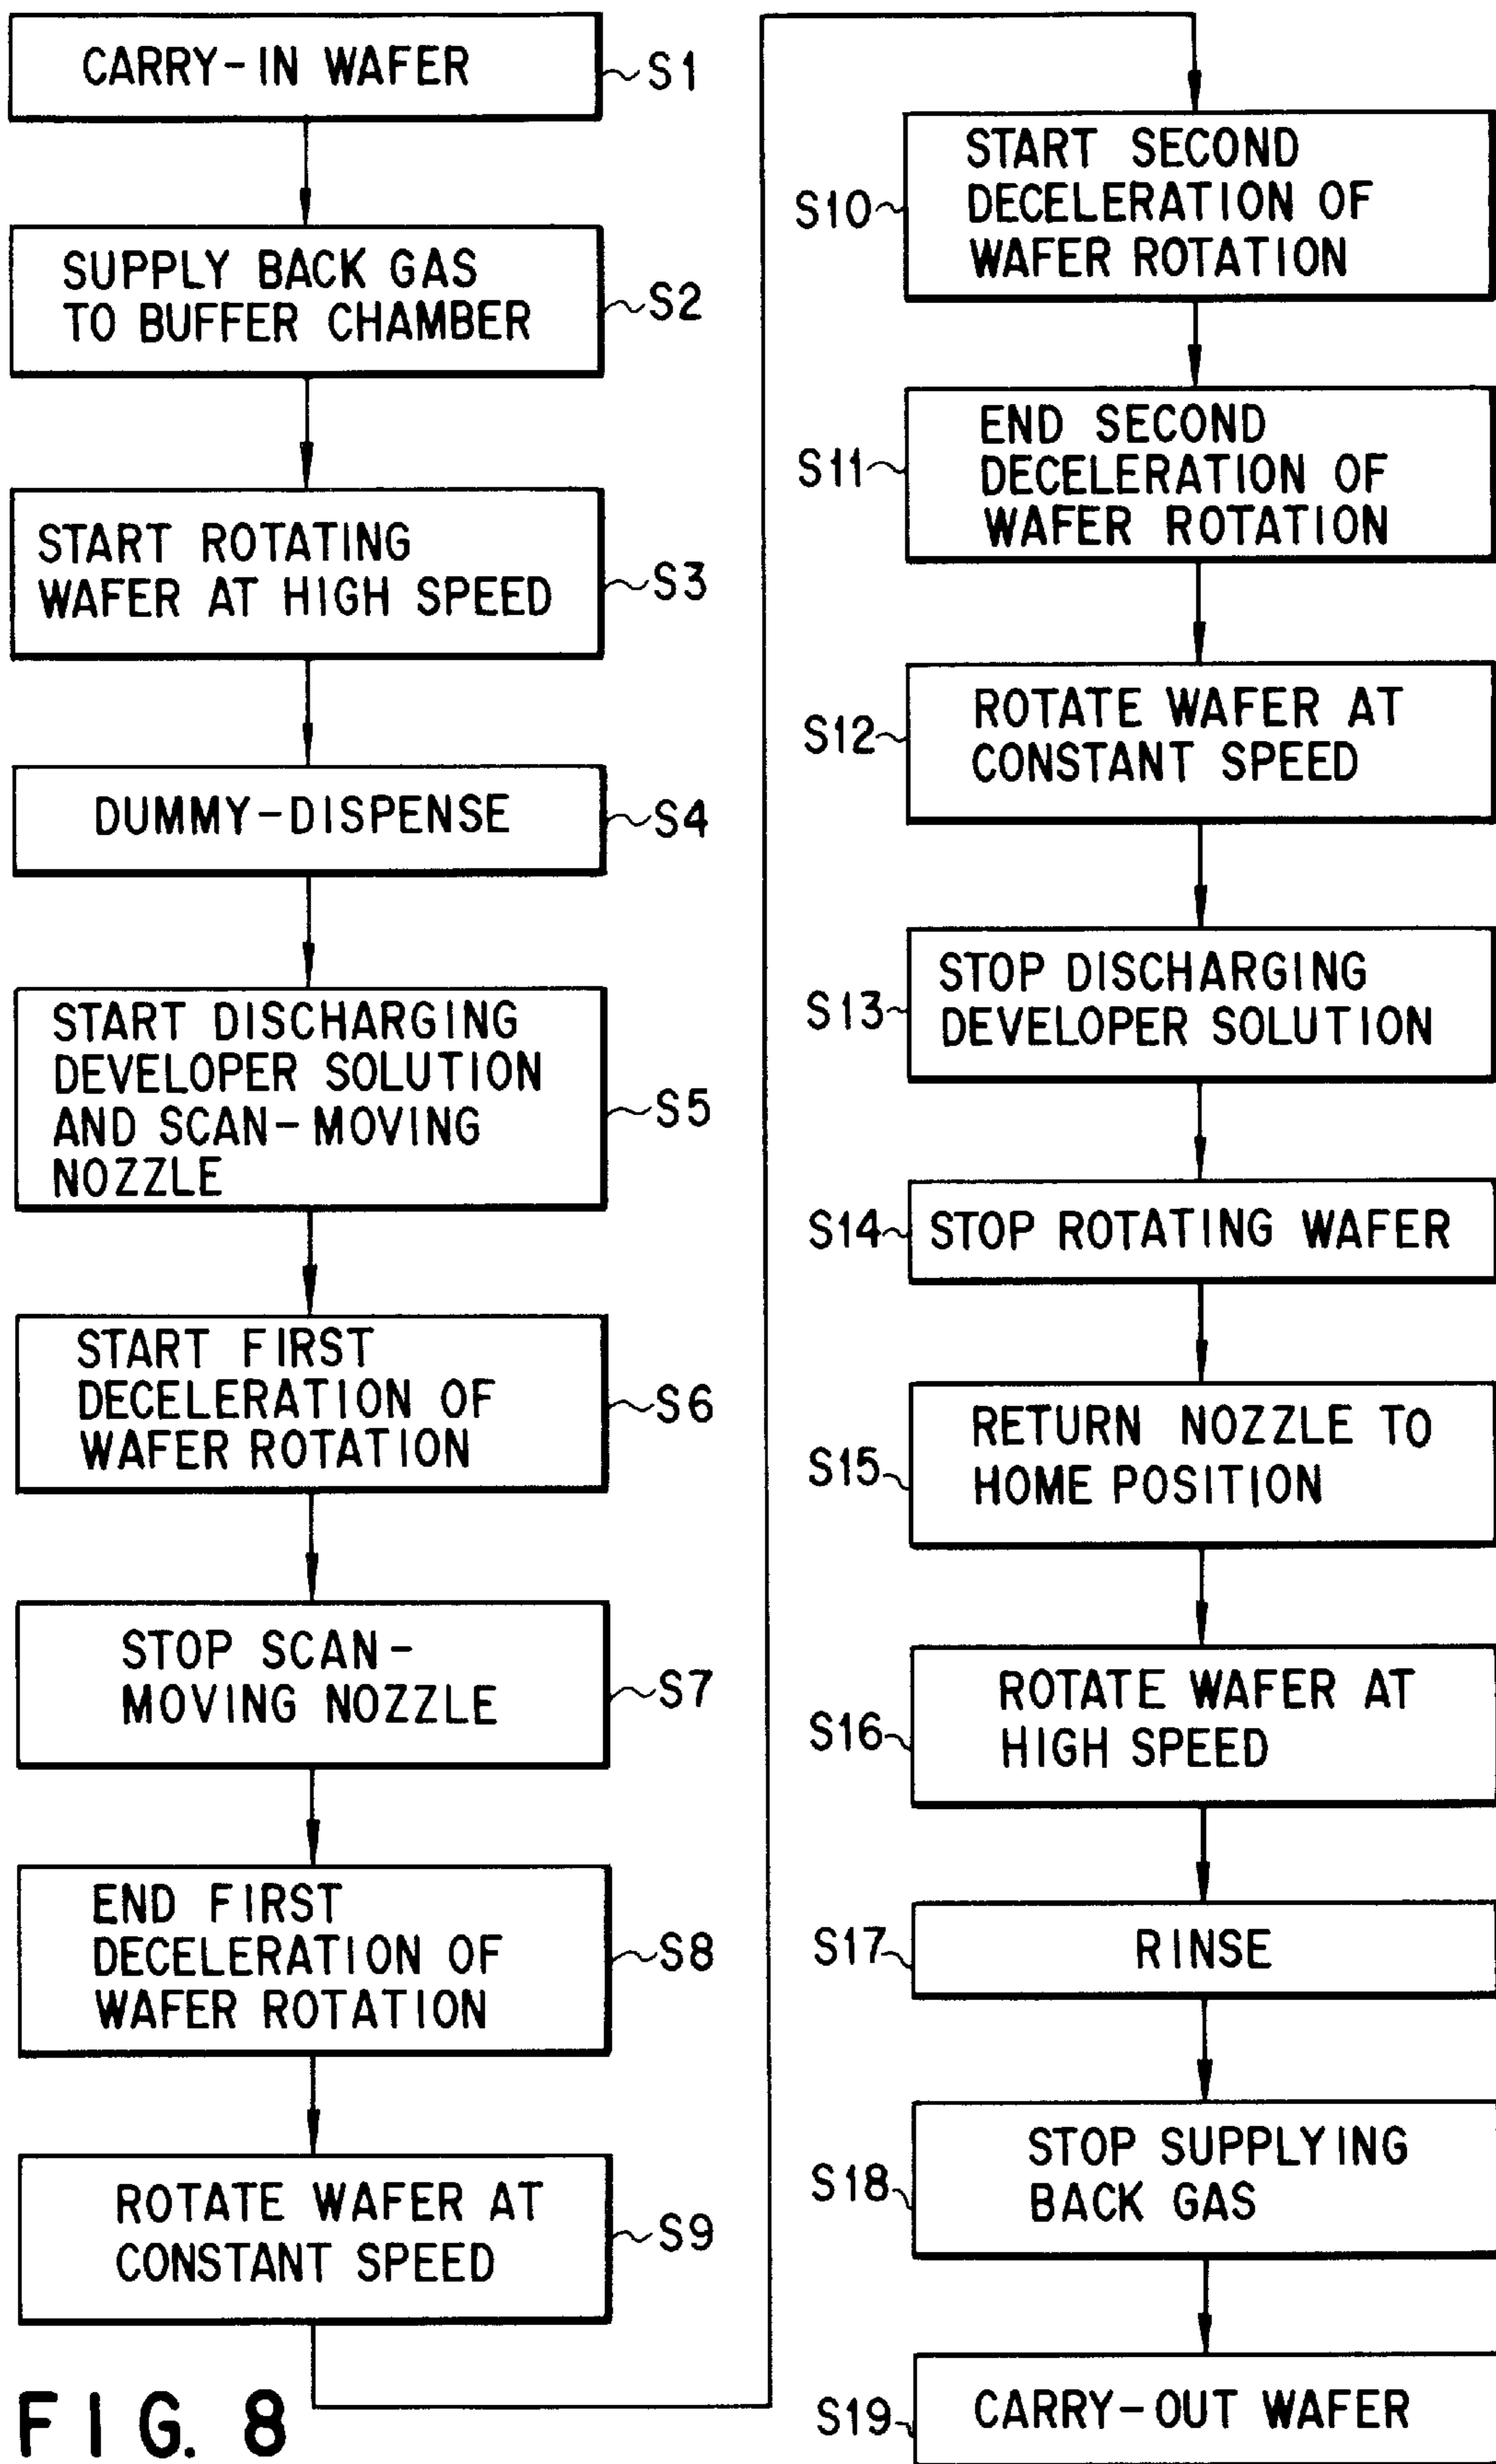 CARRY-IN WAFER
S1
SUPPLY BACK GAS
TO BUFFER CHAMBER
S2
START ROTATING
WAFER AT HIGH SPEED
S3
DUMMY-DISPENSE
S4
START DISCHARGING
DEVELOPER SOLUTION
AND SCAN-MOVING
NOZZLE
S5
START FIRST
DECELERATION OF
WAFER ROTATION
S6
STOP SCAN-
MOVING NOZZLE
S7
END FIRST
DECELERATION OF
WAFER ROTATION
S8
ROTATE WAFER AT
CONSTANT SPEED
S9
START SECOND
DECELERATION OF
WAFER ROTATION
S10
END SECOND
DECELERATION OF
WAFER ROTATION
S11
ROTATE WAFER AT
CONSTANT SPEED
S12
STOP DISCHARGING
DEVELOPER SOLUTION
S13
STOP ROTATING WAFER
S14
RETURN NOZZLE TO
HOME POSITION
S15
ROTATE WAFER AT
HIGH SPEED
S16
RINSE
S17
STOP SUPPLYING
BACK GAS
S18
CARRY-OUT WAFER
S19
FIG. 8